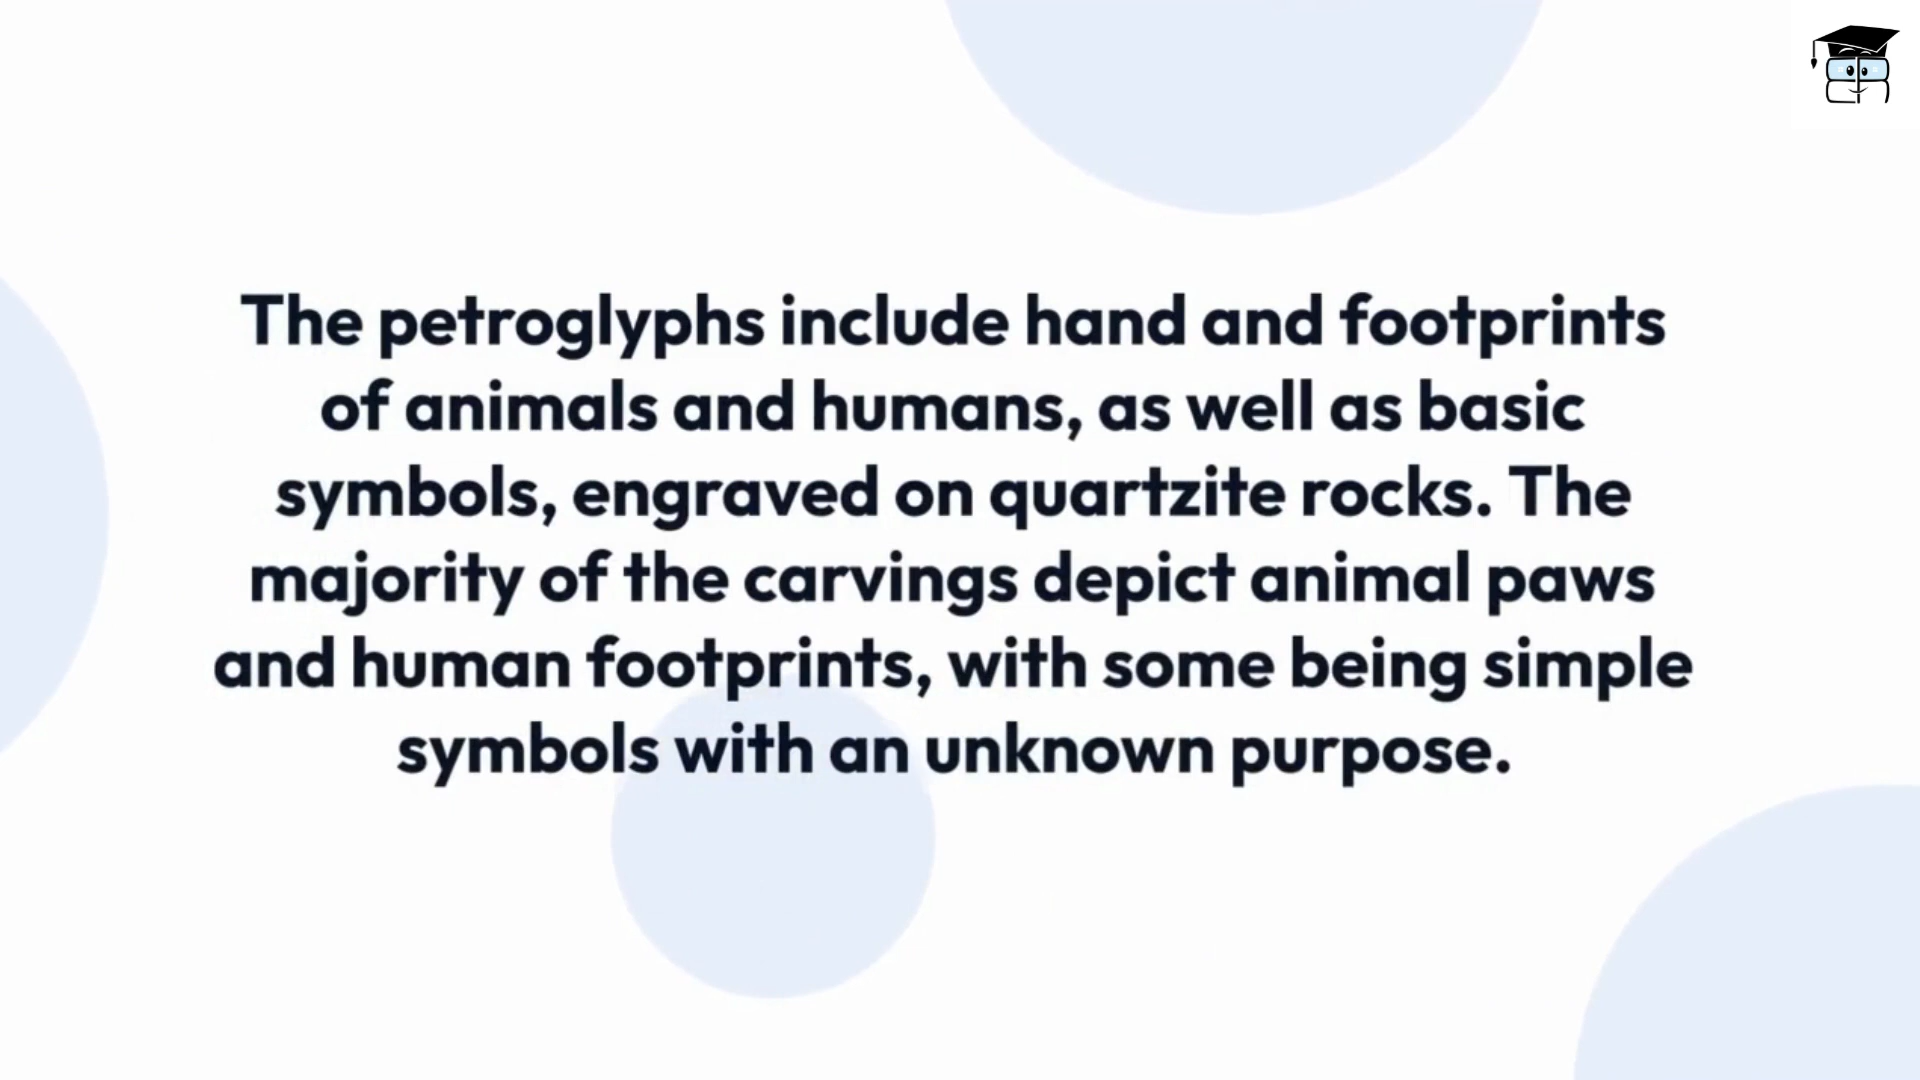 The petroglyphs include hand and footprints
of animals and humans, as well as basic
symbols, engraved on quartzite rocks. The
majority of the carvings depict animal paws
and human footprints, with some being simple
symbols with an unknown purpose.